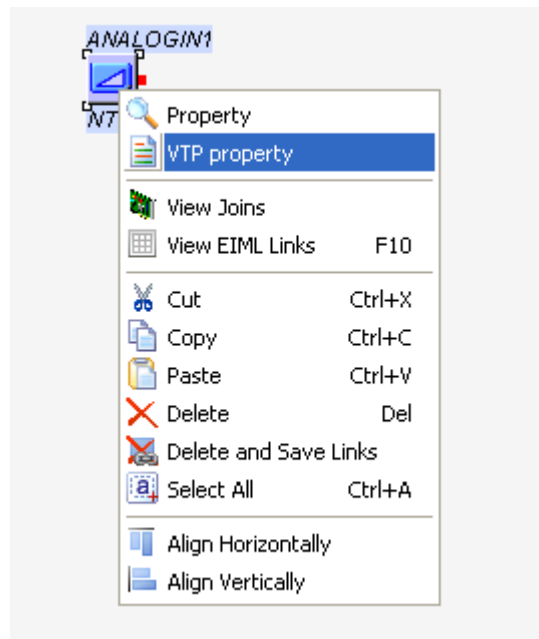 ANALOGIN1
NT
Property
VTP property
View Joins
View EIML Links F10
Cut Ctrl+X
Copy Ctrl+C
Paste Ctrl+V
Delete Del
Delete and Save Links
Select All Ctrl+A
Align Horizontally
Align Vertically